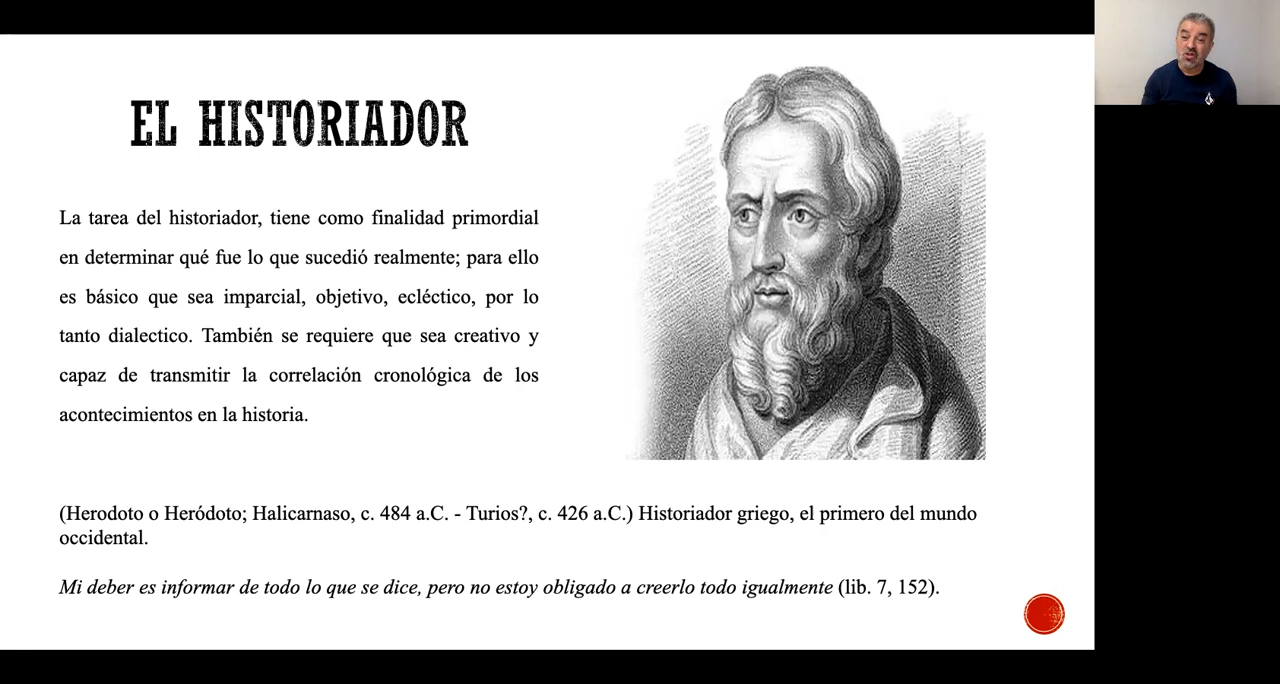 EL HISTORIADOR
La tarea del historiador, tiene como finalidad primordial
en determinar qué fue lo que sucedió realmente; para ello
es básico que sea imparcial, objetivo, ecléctico, por lo
tanto dialectico. También se requiere que sea creativo y
capaz de transmitir la correlación cronológica de los
acontecimientos en la historia.
(Herodoto o Heródoto; Halicarnaso, c. 484 a.C. - Turios?, c. 426 a.C.) Historiador griego, el primero del mundo
occidental.
Mi deber es informar de todo lo que se dice, pero no estoy obligado a creerlo todo igualmente (lib. 7, 152).